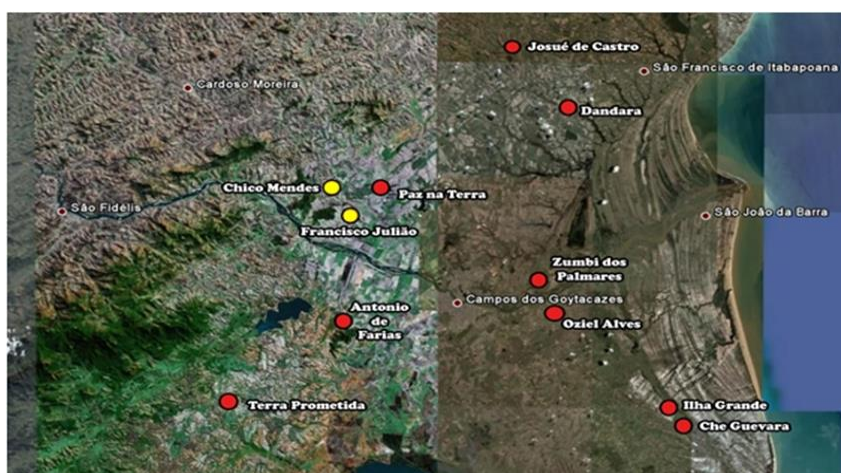 Josué de Castro
São Francisco de Itabapoana
Cardoso Moreira
Dandara
Chico Mendes
Paz na Terra
São Fidélis
São João da Barra
Francisco Julião
Zumbi dos
Palmares
Campos dos Goytacazes
Antonio
de
Farias
Oziel Alves
Terra Prometida
Ilha Grande
Che Guevara